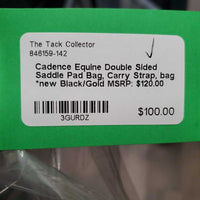 The Tack Collector
846159-142
Cadence Equine Double Sided
Saddle Pad Bag, Carry Strap, bag
*new Black/Gold MSRP: $120.00
$100.00
3GURDZ